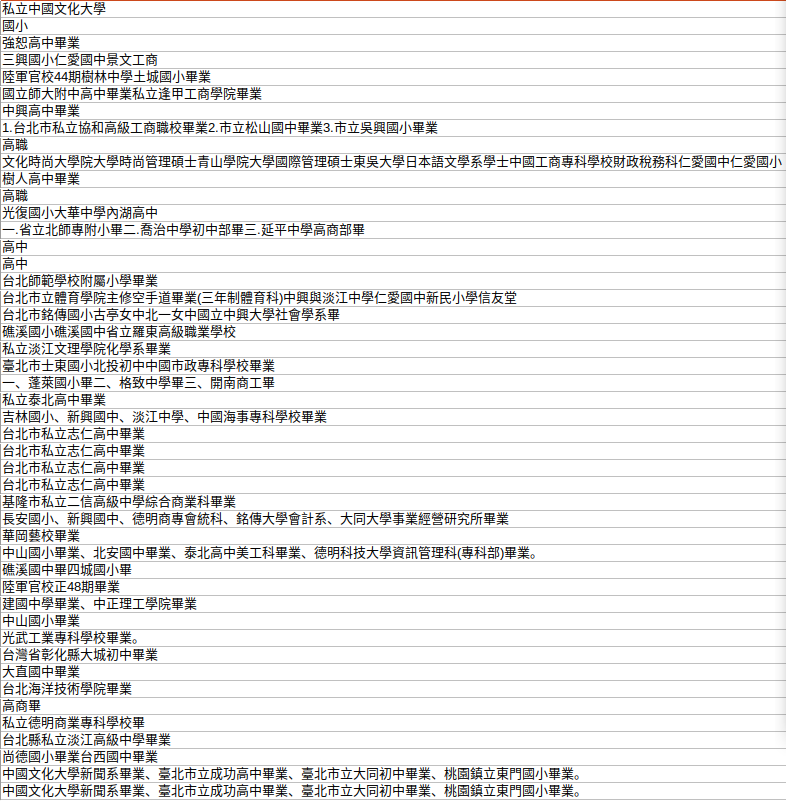 私立中國文化大學
國小
強恕高中畢業
三興國小仁愛國中景文工商
陸軍官校44期樹林中學土城國小畢業
國立師大附中高中畢業私立逢甲工商學院畢業
中興高中畢業
1.台北市私立協和高級工商職校畢業2.市立松山國中畢業3.市立吳興國小畢業
高職
文化時尚大學院大學時尚管理碩士青山學院大學國際管理碩士東吳大學日本語文學系學士中國工商專科學校財政稅務科仁愛國中仁愛國小
樹人高中畢業
高職
光復國小大華中學內湖高中
一.省立北師專附小畢二.喬治中學初中部畢三.延平中學高商部畢
高中
高中
台北師範學校附屬小學畢業
台北市立體育學院主修空手道畢業(三年制體育科)中興與淡江中學仁愛國中新民小學信友堂
台北市銘傳國小古亭女中北一女中國立中興大學社會學系畢
礁溪國小礁溪國中省立羅東高級職業學校
私立淡江文理學院化學系畢業
臺北市士東國小北投初中中國市政專科學校畢業
一、蓬萊國小畢二、格致中學畢三、開南商工畢
私立泰北高中畢業
吉林國小、新興國中、淡江中學、中國海事專科學校畢業
台北市私立志仁高中畢業
台北市私立志仁高中畢業
台北市私立志仁高中畢業
台北市私立志仁高中畢業
基隆市私立二信高級中學綜合商業科畢業
長安國小、新興國中、德明商專會統科、銘傳大學會計系、大同大學事業經營研究所畢業
華岡藝校畢業
中山國小畢業、北安國中畢業、泰北高中美工科畢業、德明科技大學資訊管理科(專科部)畢業。
礁溪國中畢四城國小畢
陸軍官校正48期畢業
建國中學畢業、中正理工學院畢業
中山國小畢業
光武工業專科學校畢業。
台灣省彰化縣大城初中畢業
大直國中畢業
台北海洋技術學院畢業
高商畢
私立德明商業專科學校畢
台北縣私立淡江高級中學畢業
尚德國小畢業台西國中畢業
中國文化大學新聞系畢業、臺北市立成功高中畢業、臺北市立大同初中畢業、桃園鎮立東門國小畢業。
中國文化大學新聞系畢業、臺北市立成功高中畢業、臺北市立大同初中畢業、桃園鎮立東門國小畢業。